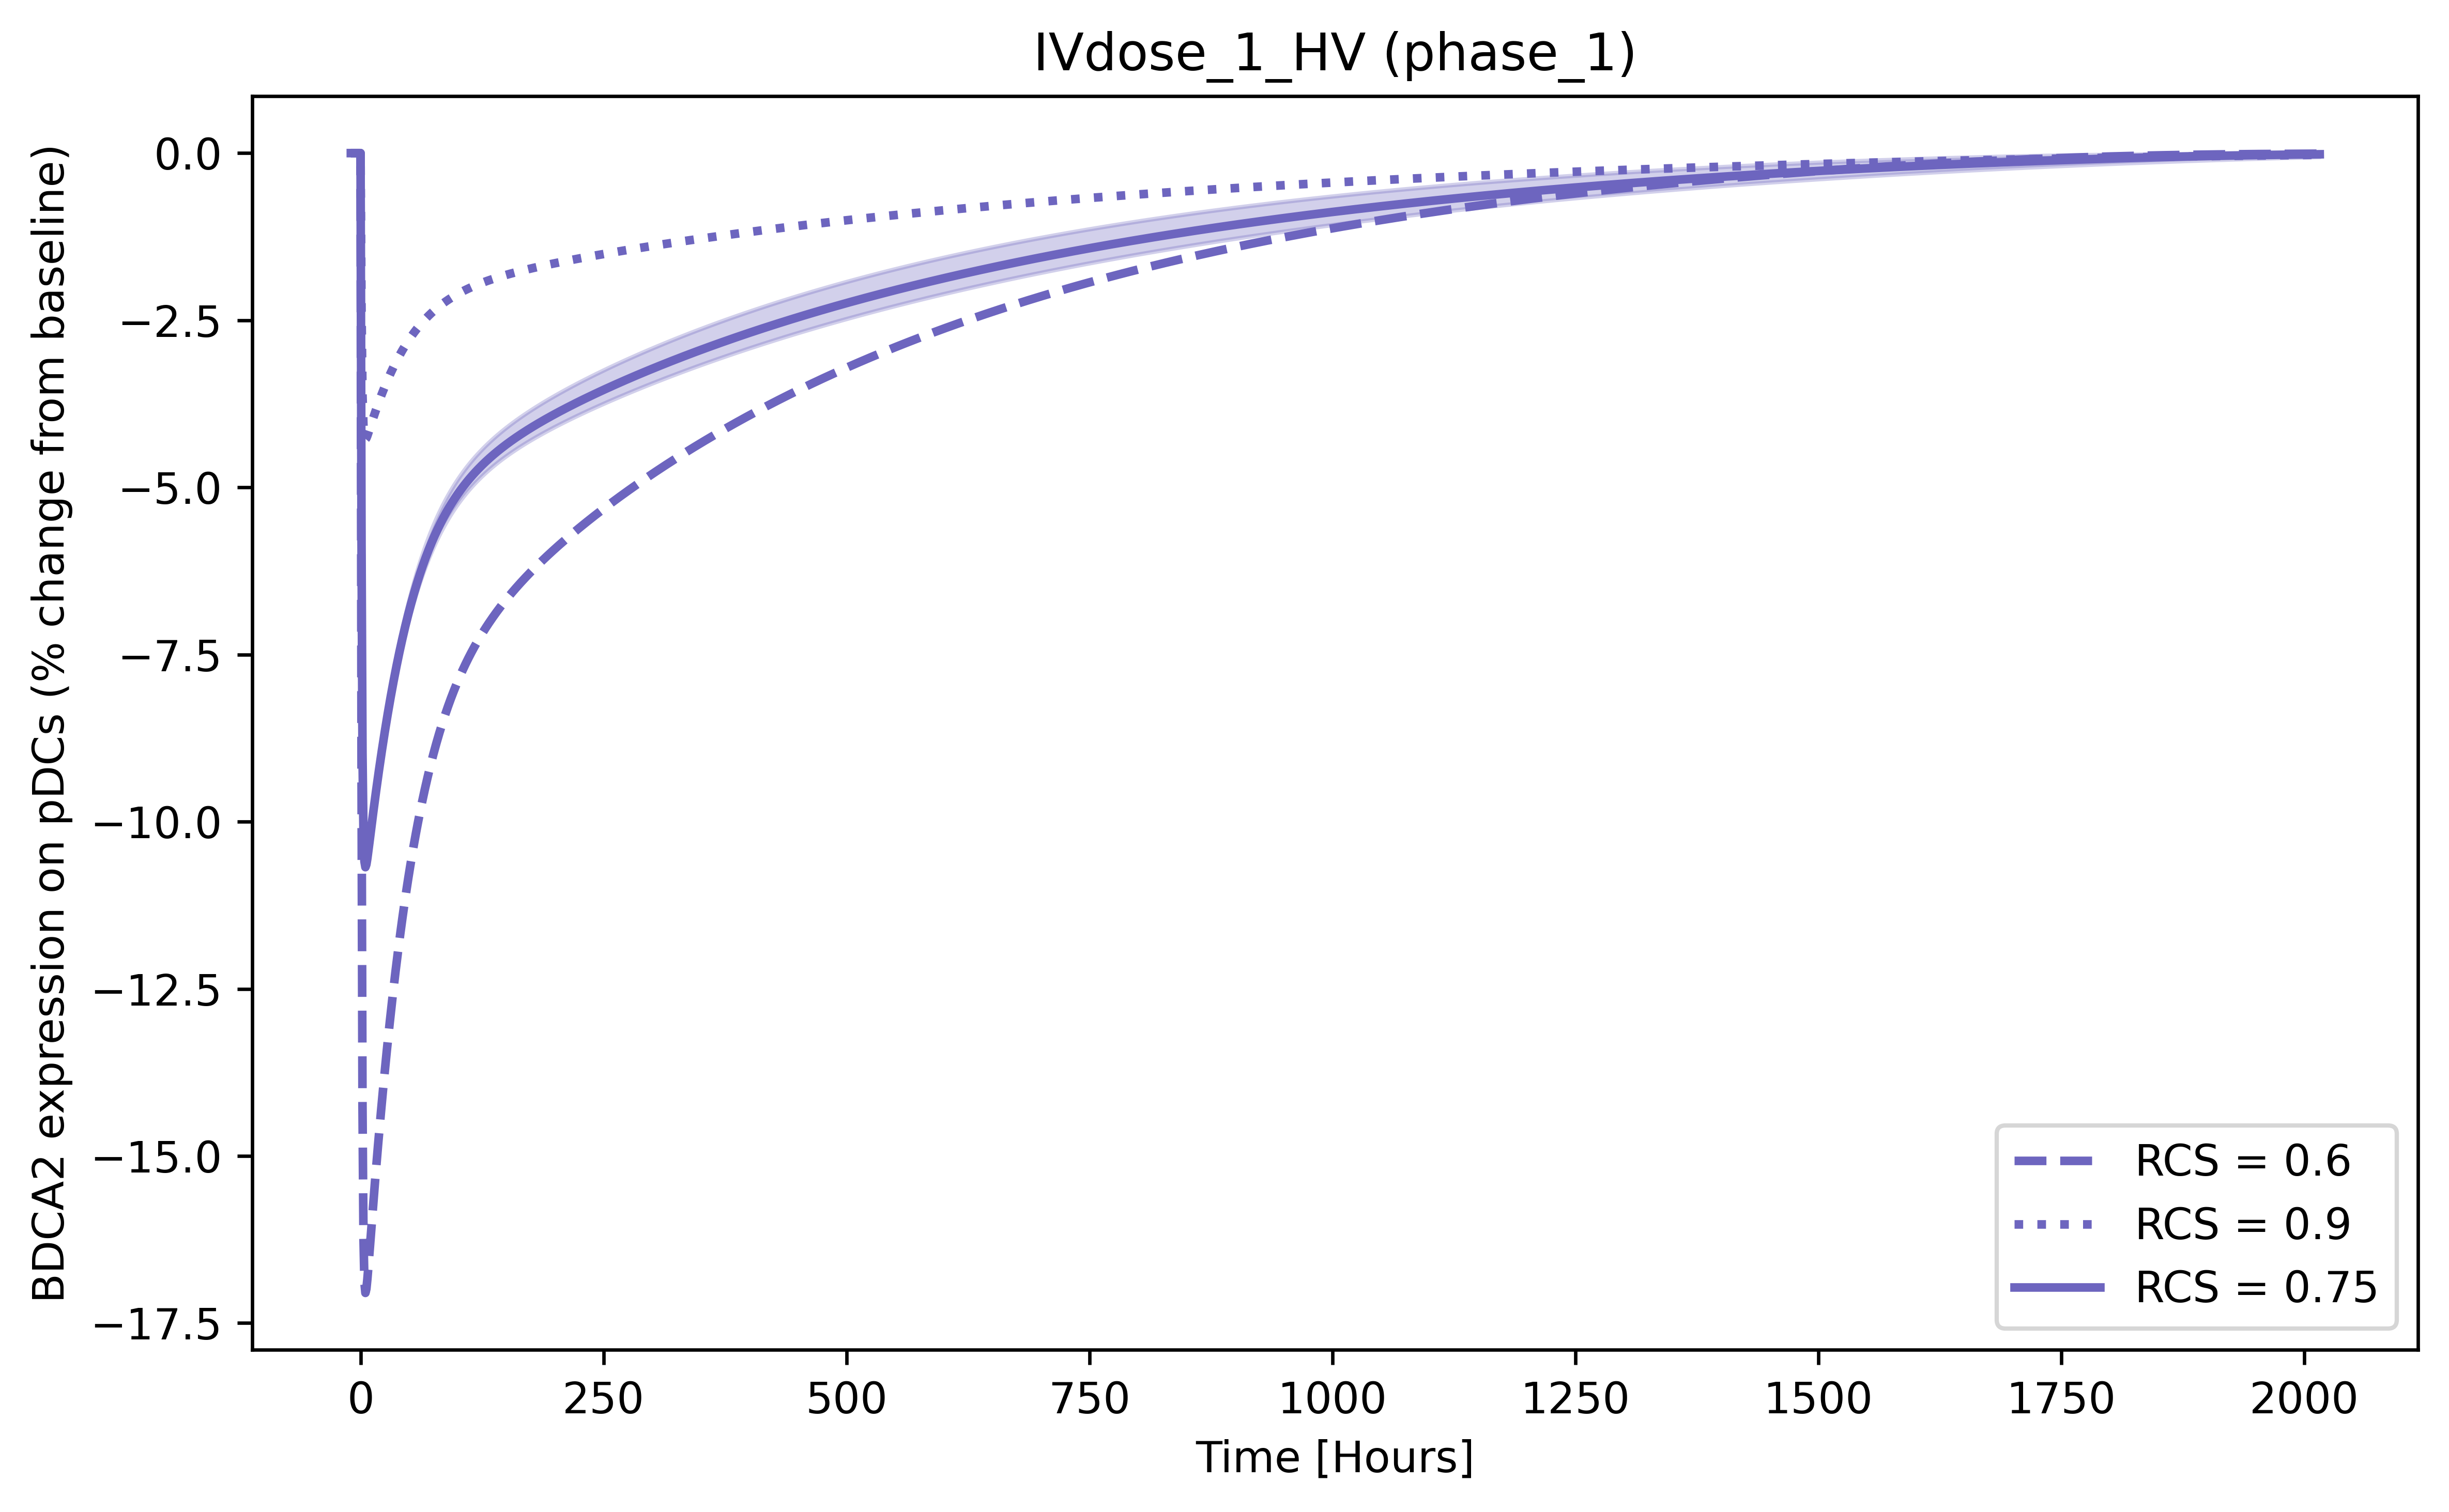 IVdose_1_HV (phase_1)
BDCA2 expression on pDCs (% change from baseline)
0.0
−2.5
−5.0
−7.5
−10.0
−12.5
−15.0
−17.5
0 250 500 750 1000 1250 1500 1750 2000
Time [Hours]
RCS = 0.6
RCS = 0.9
RCS = 0.75